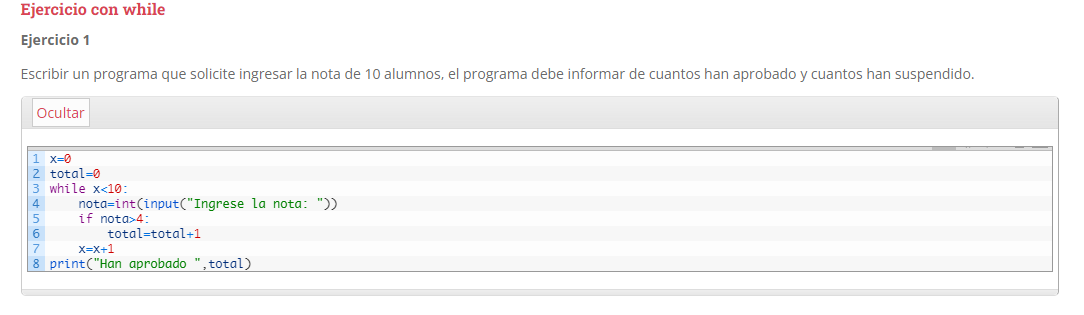 Ejercicio con while
Ejercicio 1
Escribir un programa que solicite ingresar la nota de 10 alumnos, el programa debe informar de cuantos han aprobado y cuantos han suspendido.
Ocultar
1 x=0
2 total=0
3 while x<10:
4     nota=int(input("Ingrese la nota: "))
5     if nota>4:
6         total=total+1
7     x=x+1
8 print("Han aprobado ",total)